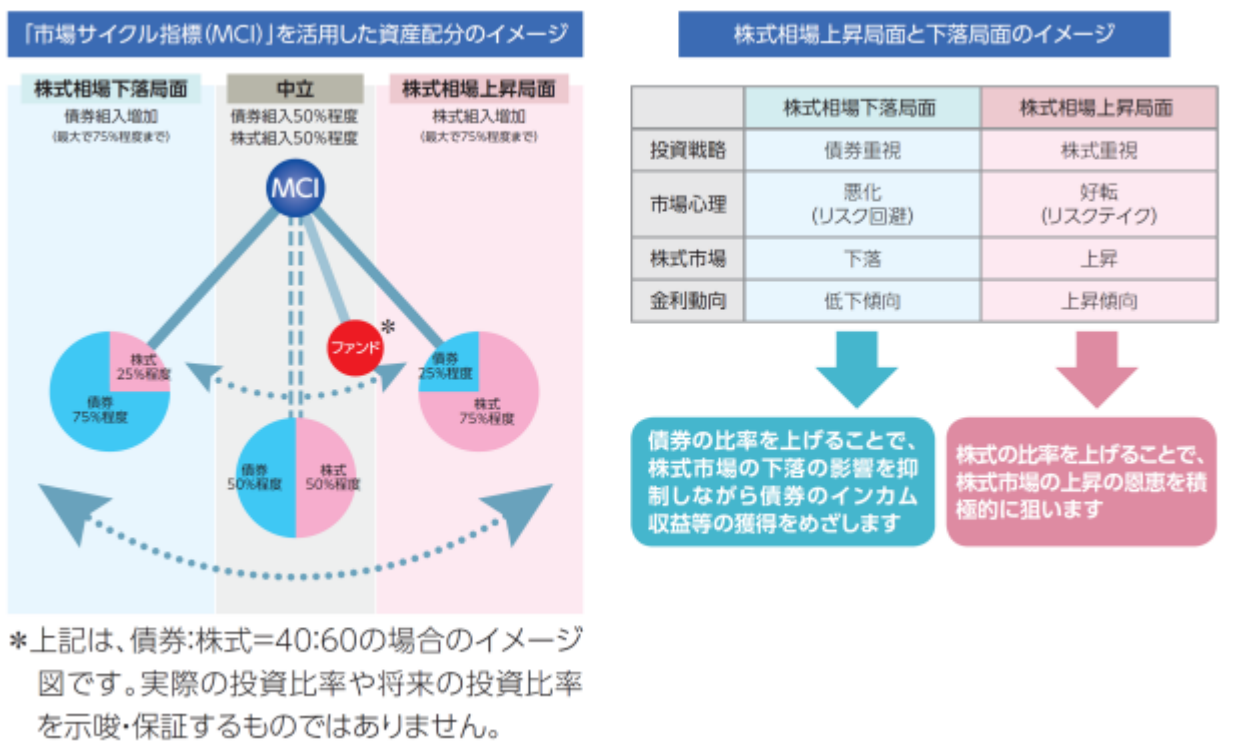 「市場サイクル指標(MCI)」を活用した資産配分のイメージ
株式相場下落局面
債券組入増加
(最大で75%程度まで)
中立
債券組入50%程度
株式組入50%程度
株式相場上昇局面
株式組入増加
(最大で75%程度まで)
MCI
ファンド
*
株式
25%程度
債券
75%程度
債券
50%程度
株式
50%程度
債券
25%程度
株式
75%程度
*上記は、債券:株式=40:60の場合のイメージ
図です。実際の投資比率や将来の投資比率
を示唆・保証するものではありません。
株式相場上昇局面と下落局面のイメージ
株式相場下落局面 株式相場上昇局面
投資戦略 債券重視 株式重視
市場心理 悪化 好転
(リスク回避) (リスクテイク)
株式市場 下落 上昇
金利動向 低下傾向 上昇傾向
債券の比率を上げることで、
株式市場の下落の影響を抑
制しながら債券のインカム
収益等の獲得をめざします
株式の比率を上げることで、
株式市場の上昇の恩恵を積
極的に狙います